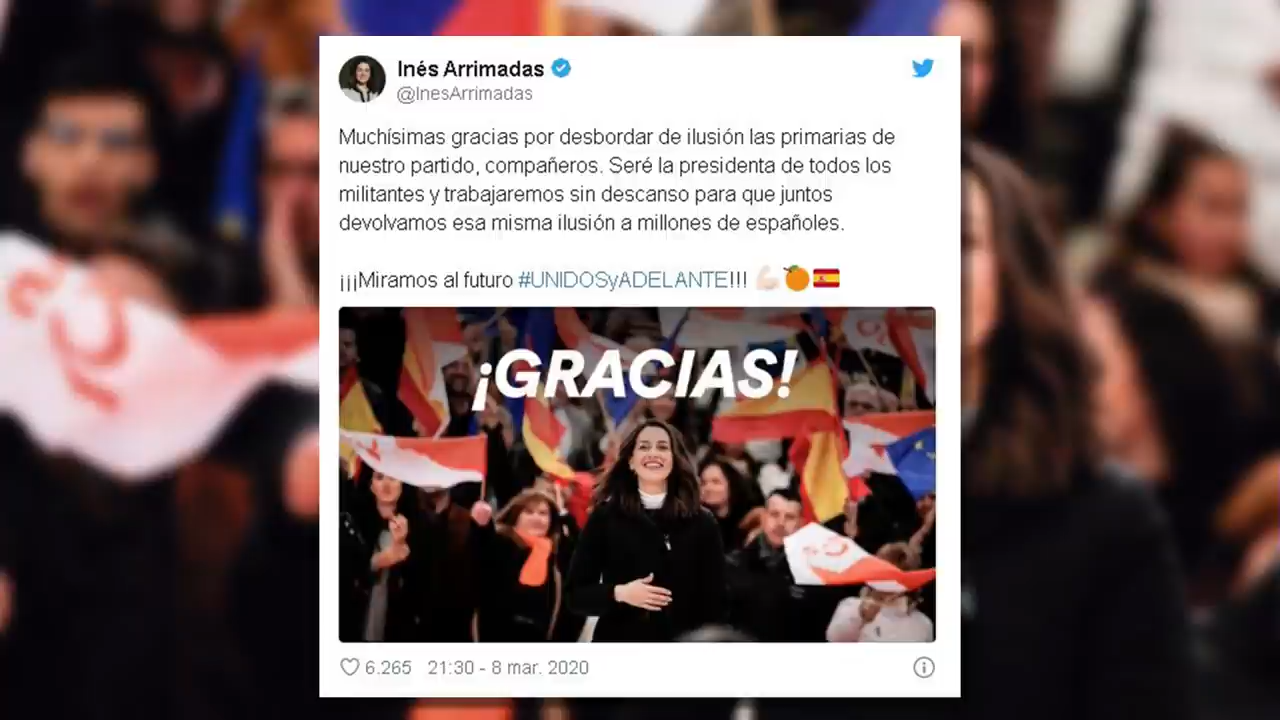 Inés Arrimadas
@InesArrimadas
Muchísimas gracias por desbordar de ilusión las primarias de
nuestro partido, compañeros. Seré la presidenta de todos los
militantes y trabajaremos sin descanso para que juntos
devolvamos esa misma ilusión a millones de españoles.
¡¡¡Miramos al futuro #UNIDOSyADELANTE!!! 💪🏻🍊🇪🇸
¡GRACIAS!
6.265 21:30 - 8 mar. 2020